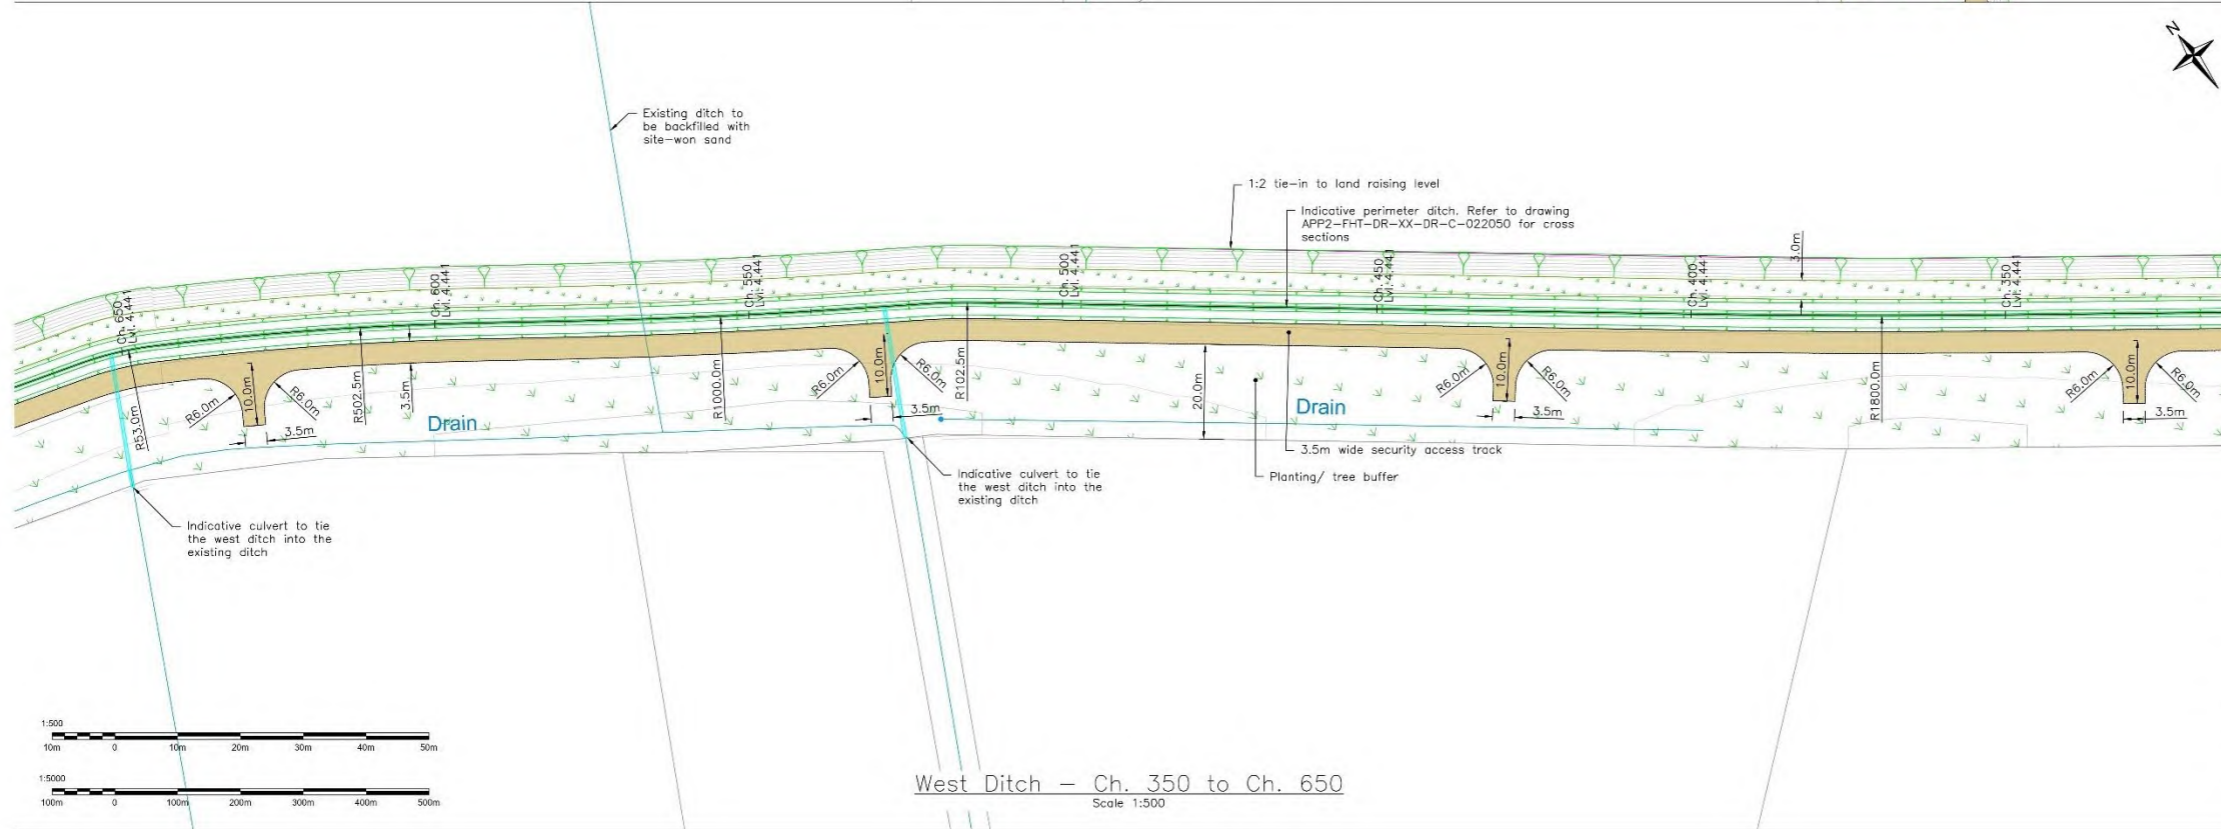 N
Existing ditch to
be backfilled with
site-won sand
1:2 tie-in to land raising level
Indicative perimeter ditch. Refer to drawing
APP2-FHT-DR-XX-DR-C-022050 for cross
sections
3.0m
Ch. 650
Lvl. 4.441
Ch. 600
Lvl. 4.441
Ch. 550
Lvl. 4.441
Ch. 500
Lvl. 4.441
Ch. 450
Lvl. 4.441
Ch. 400
Lvl. 4.441
Ch. 350
Lvl. 4.441
R53.0m
R6.0m
10.0m
R6.0m
3.5m
R502.5m
3.5m
Drain
R1000.0m
R6.0m
10.0m
R6.0m
3.5m
R102.5m
20.0m
Drain
R6.0m
10.0m
R6.0m
3.5m
R1800.0m
R6.0m
10.0m
R6.0m
3.5m
3.5m wide security access track
Planting/ tree buffer
Indicative culvert to tie
the west ditch into the
existing ditch
Indicative culvert to tie
the west ditch into the
existing ditch
1:500
10m 0 10m 20m 30m 40m 50m
1:5000
100m 0 100m 200m 300m 400m 500m
West Ditch - Ch. 350 to Ch. 650
Scale 1:500